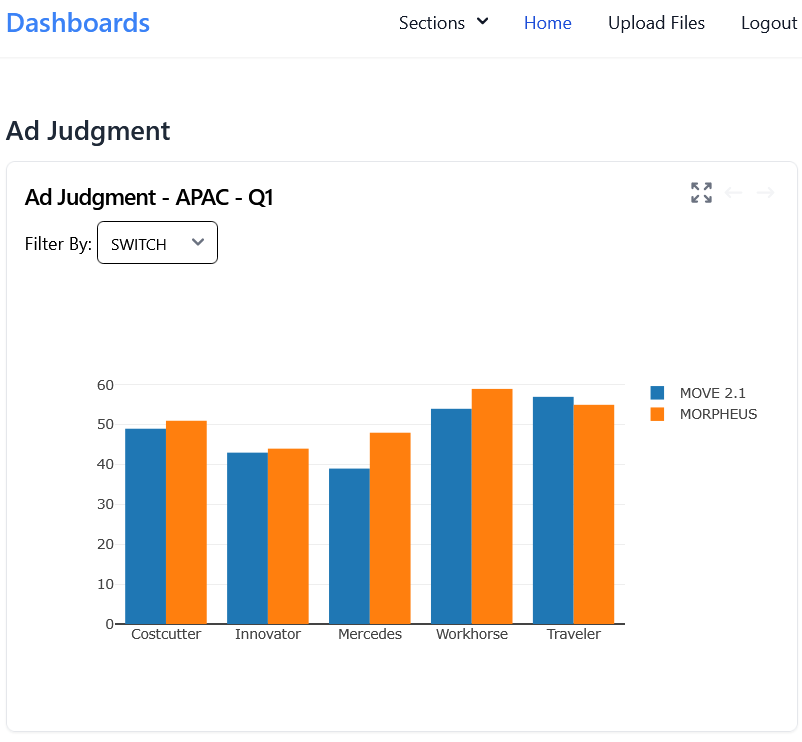 Dashboards
Sections Home Upload Files Logout
Ad Judgment
Ad Judgment - APAC - Q1
Filter By: SWITCH
60
50
40
30
20
10
0
Costcutter Innovator Mercedes Workhorse Traveler
MOVE 2.1
MORPHEUS